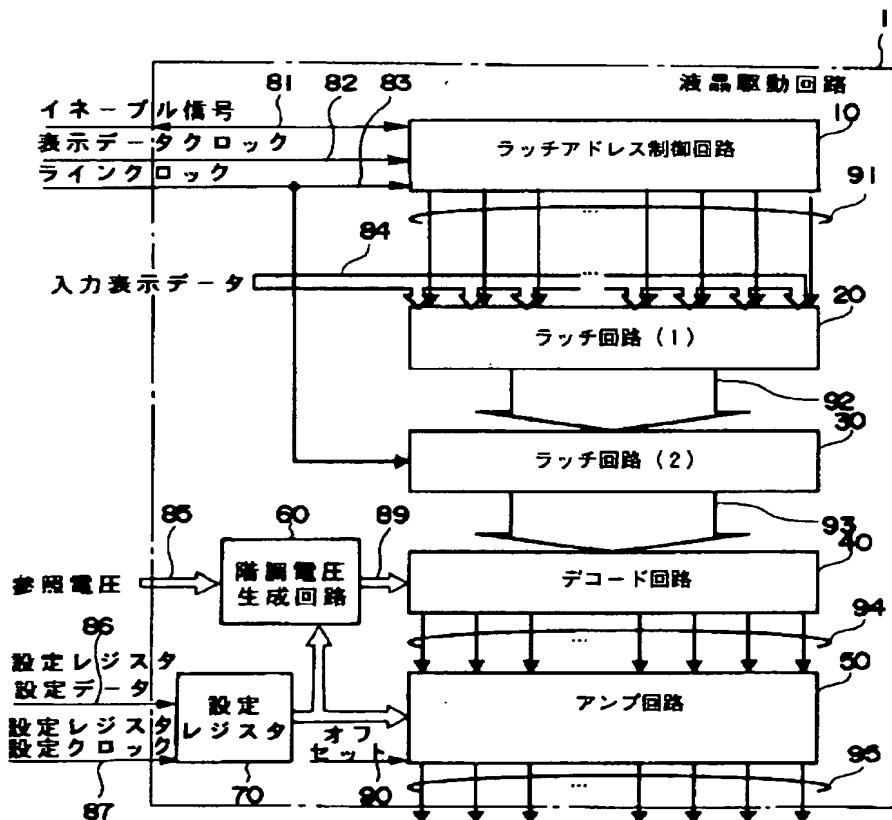 1
液晶駆動回路
81
82
83
イネーブル信号
表示データクロック
ラインクロック
10
ラッチアドレス制御回路
...
91
84
入力表示データ
...
20
ラッチ回路(1)
92
30
ラッチ回路(2)
93
85
60
89
40
参照電圧
階調電圧
生成回路
デコード回路
...
94
86
50
設定レジスタ
設定データ
設定
レジスタ
アンプ回路
設定レジスタ
設定クロック
オフ
セット
...
95
87
70
90